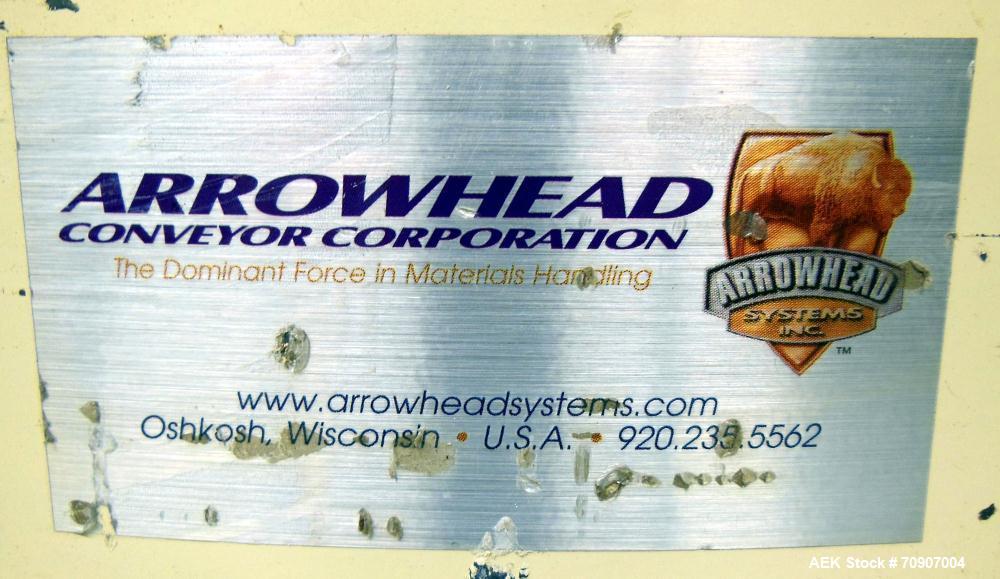 ARROWHEAD
CONVEYOR CORPORATION
The Dominant Force in Materials Handling
ARROWHEAD
SYSTEMS
INC.
TM
www.arrowheadsystems.com
Oshkosh, Wisconsin • U.S.A. • 920.235.5562
AEK Stock # 70907004